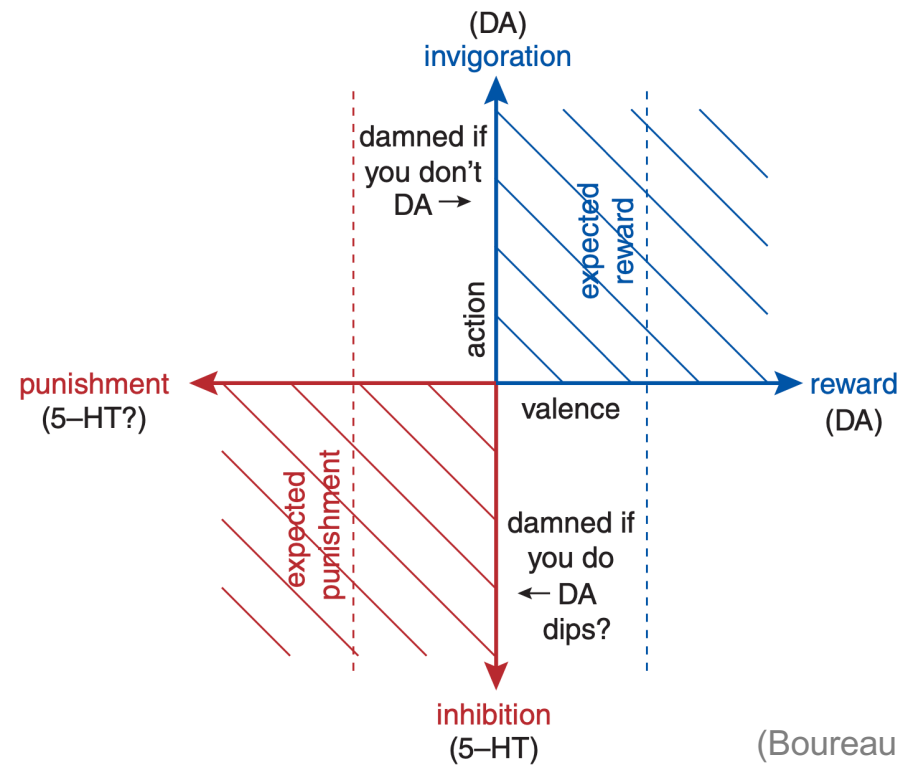 (DA)
invigoration
damned if
you don't
DA →
expected
reward
action
punishment
(5–HT?)
valence
reward
(DA)
expected
punishment
damned if
you do
← DA
dips?
inhibition
(5–HT)
(Boureau